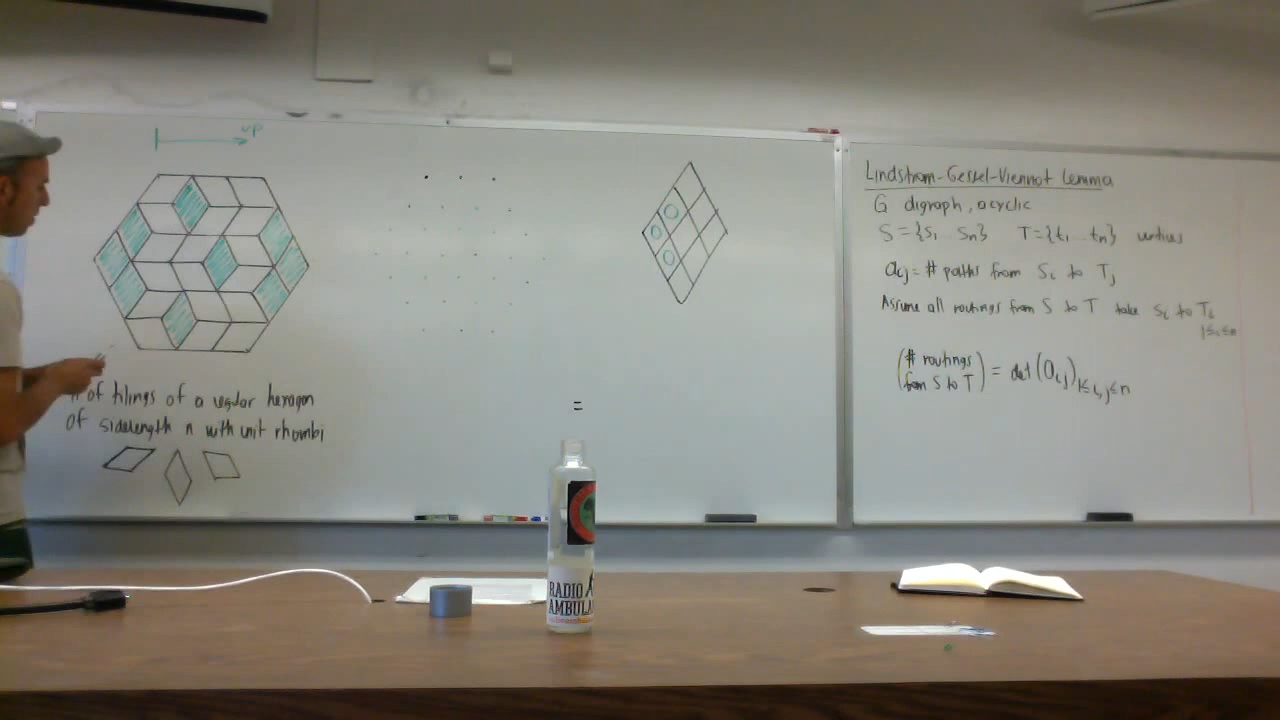 UP
# of tilings of a regular hexagon
of sidelength n with unit rhombi
=
Lindstrom-Gessel-Viennot Lemma
G digraph, acyclic
S = {s₁ ... sₙ} T = {t₁ ... tₙ} vertices
aᵢⱼ = # paths from Sᵢ to Tⱼ
Assume all routings from S to T take sᵢ to Tᵢ
1≤i≤n
(# routings from S to T) = det(aᵢⱼ)1≤i,j≤n
RADIO